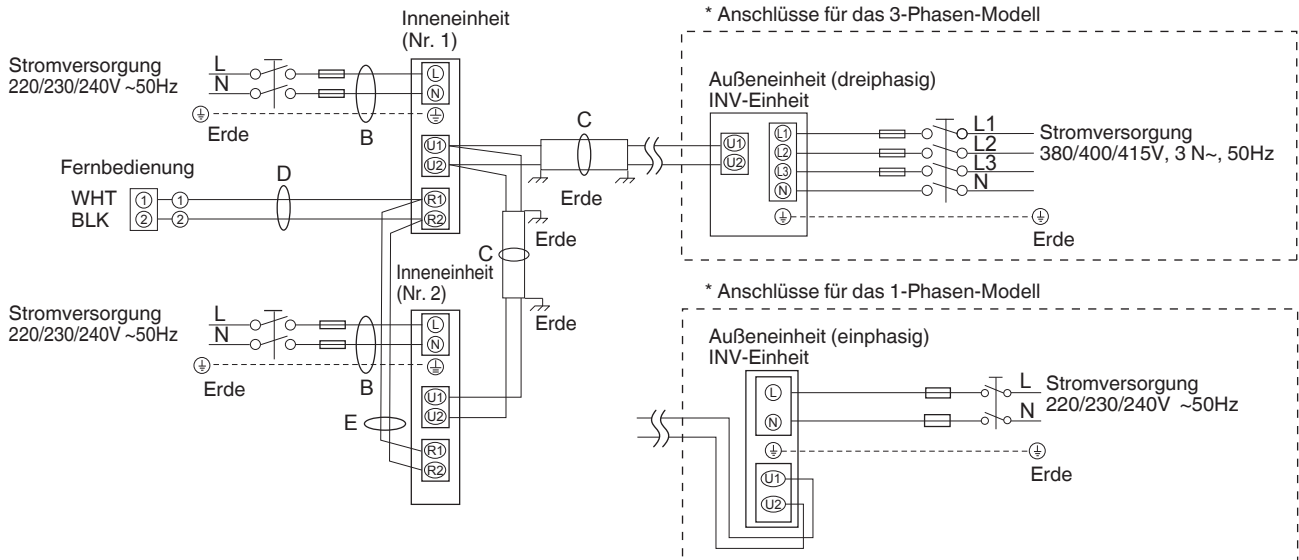 Inneneinheit
(Nr. 1)
Stromversorgung
220/230/240V ~50Hz
L
N
L
N
Erde
B
U1
U2
Fernbedienung
D
WHT
BLK
1
2
1
2
R1
R2
C
Erde
C
Erde
Erde
Inneneinheit
(Nr. 2)
Stromversorgung
220/230/240V ~50Hz
L
N
L
N
Erde
B
U1
U2
E
R1
R2
* Anschlüsse für das 3-Phasen-Modell
Außeneinheit (dreiphasig)
INV-Einheit
U1
U2
L1
L2
L3
N
L1
L2
L3
N
Stromversorgung
380/400/415V, 3 N~, 50Hz
Erde
* Anschlüsse für das 1-Phasen-Modell
Außeneinheit (einphasig)
INV-Einheit
L
N
L
N
Stromversorgung
220/230/240V ~50Hz
Erde
U1
U2